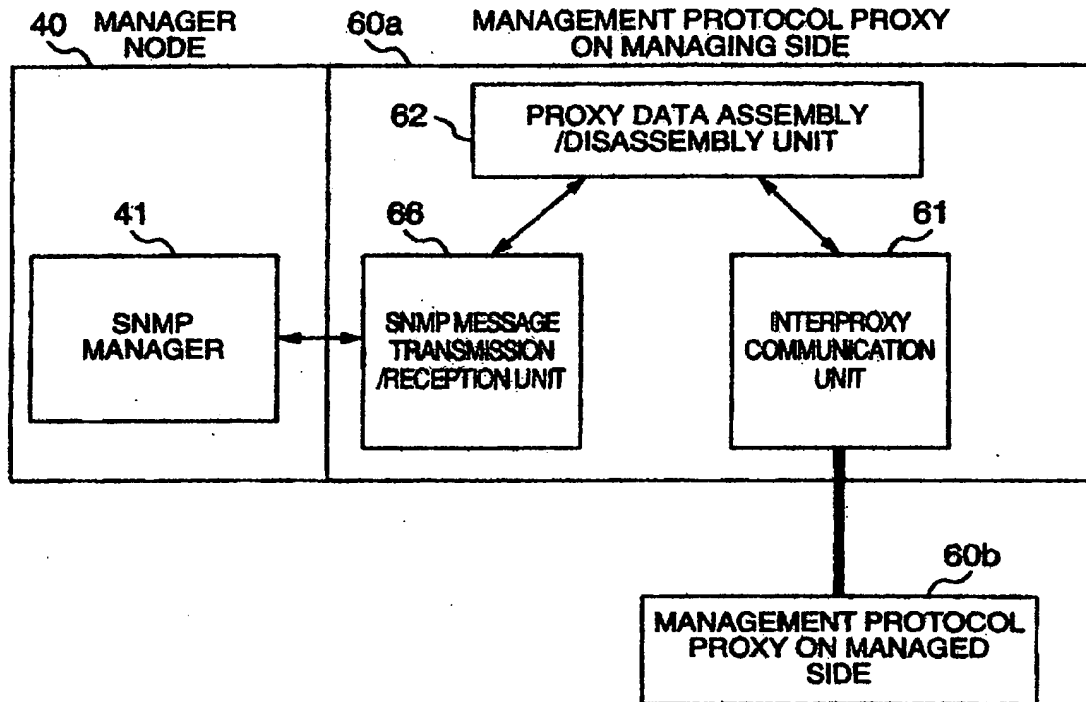 40
MANAGER
NODE
60a
MANAGEMENT PROTOCOL PROXY
ON MANAGING SIDE
62
PROXY DATA ASSEMBLY
/DISASSEMBLY UNIT
41
SNMP
MANAGER
66
SNMP MESSAGE
TRANSMISSION
/RECEPTION UNIT
61
INTERPROXY
COMMUNICATION
UNIT
60b
MANAGEMENT PROTOCOL
PROXY ON MANAGED
SIDE